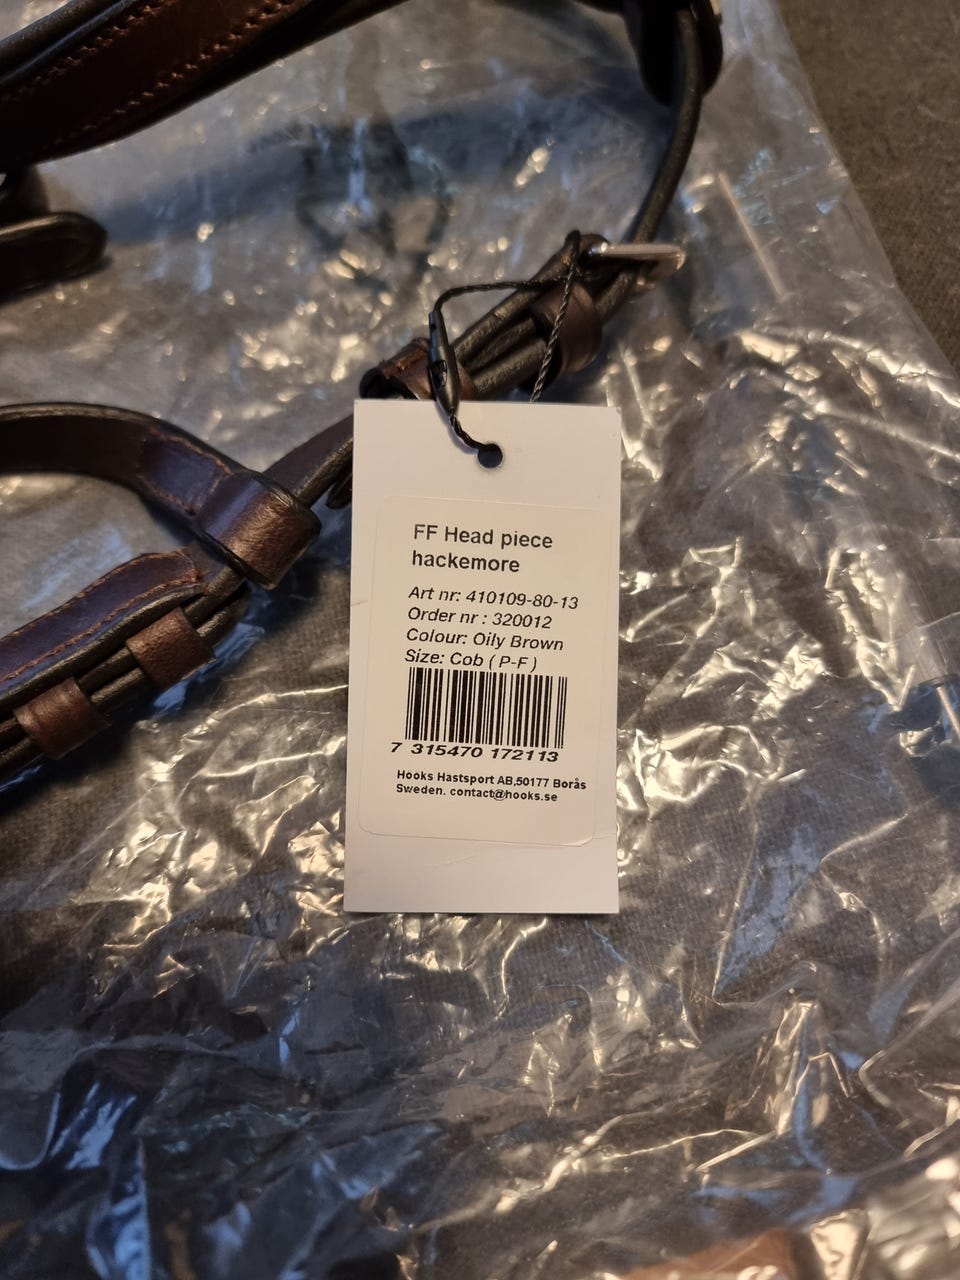 FF Head piece
hackemore
Art nr: 410109-80-13
Order nr : 320012
Colour: Oily Brown
Size: Cob ( P-F )
7 315470 172113
Hooks Hastsport AB,50177 Borås
Sweden. contact@hooks.se